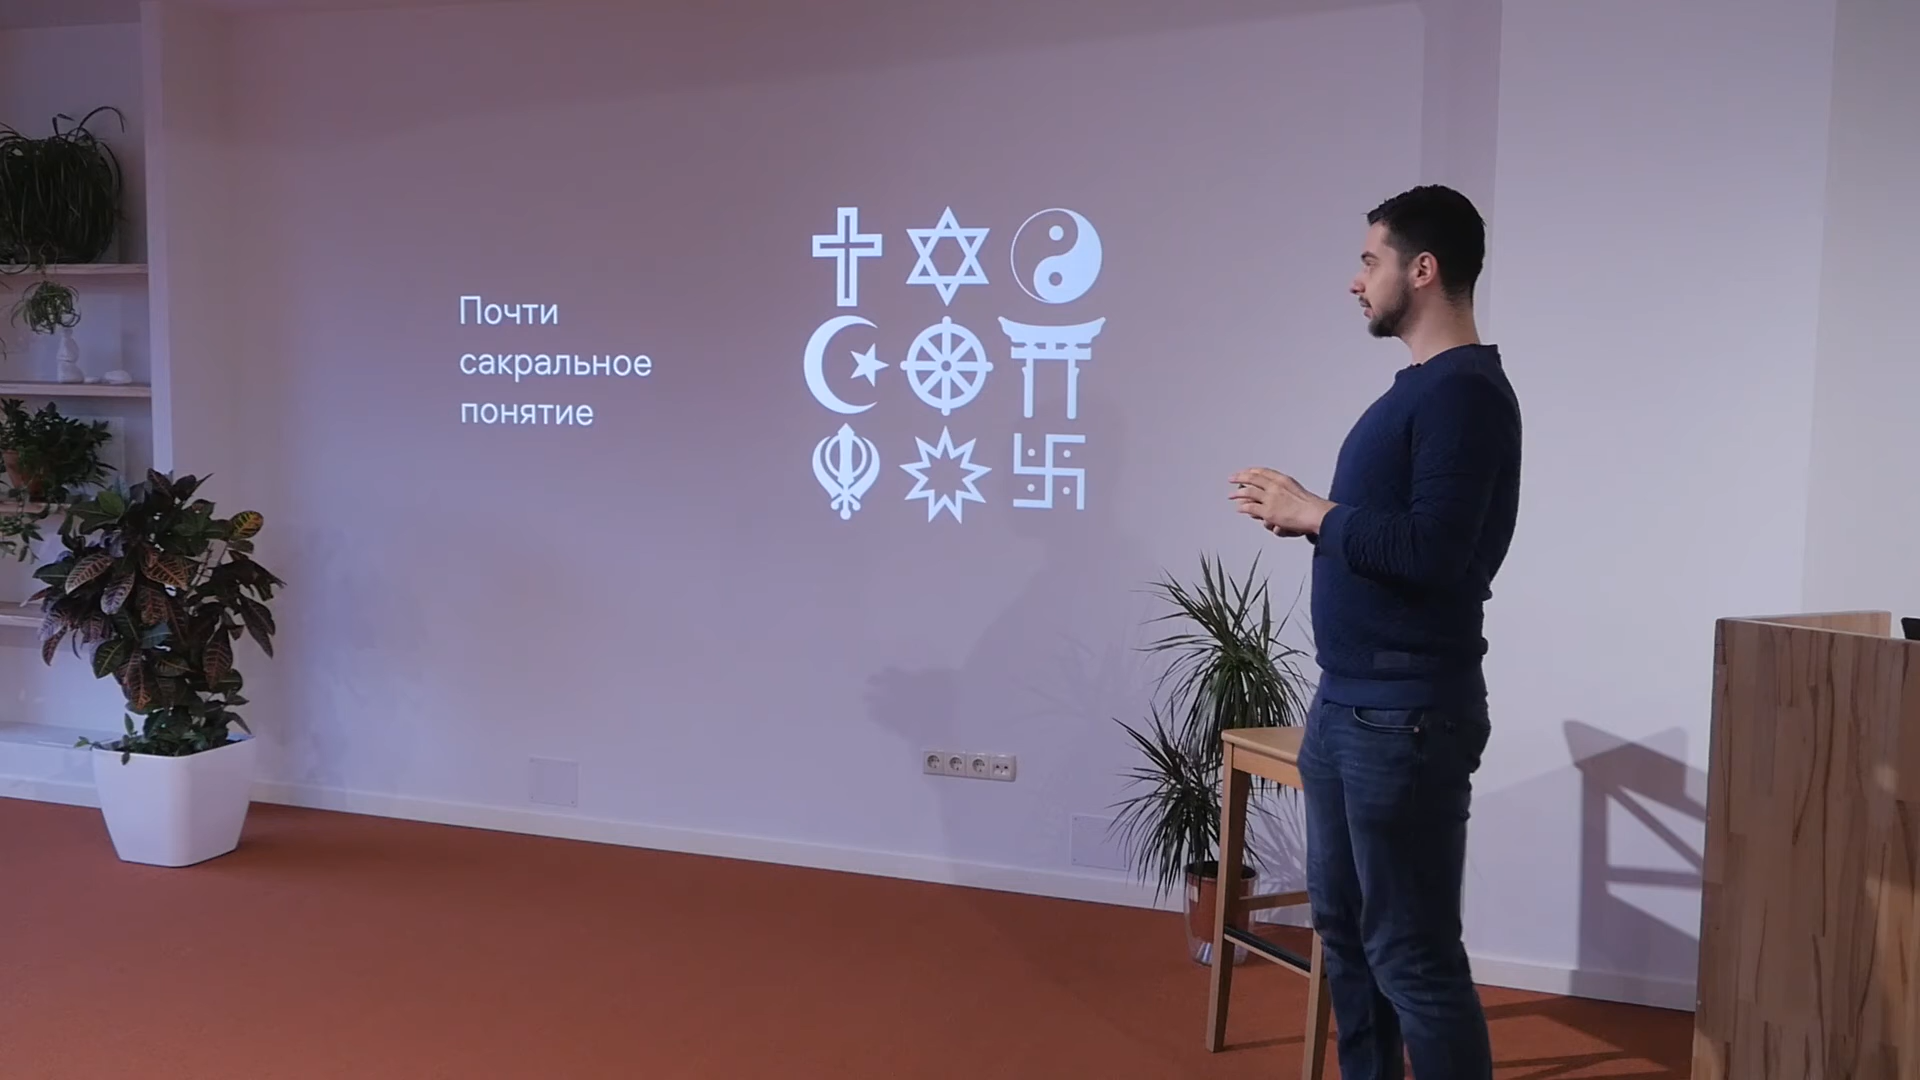 Почти
сакральное
понятие